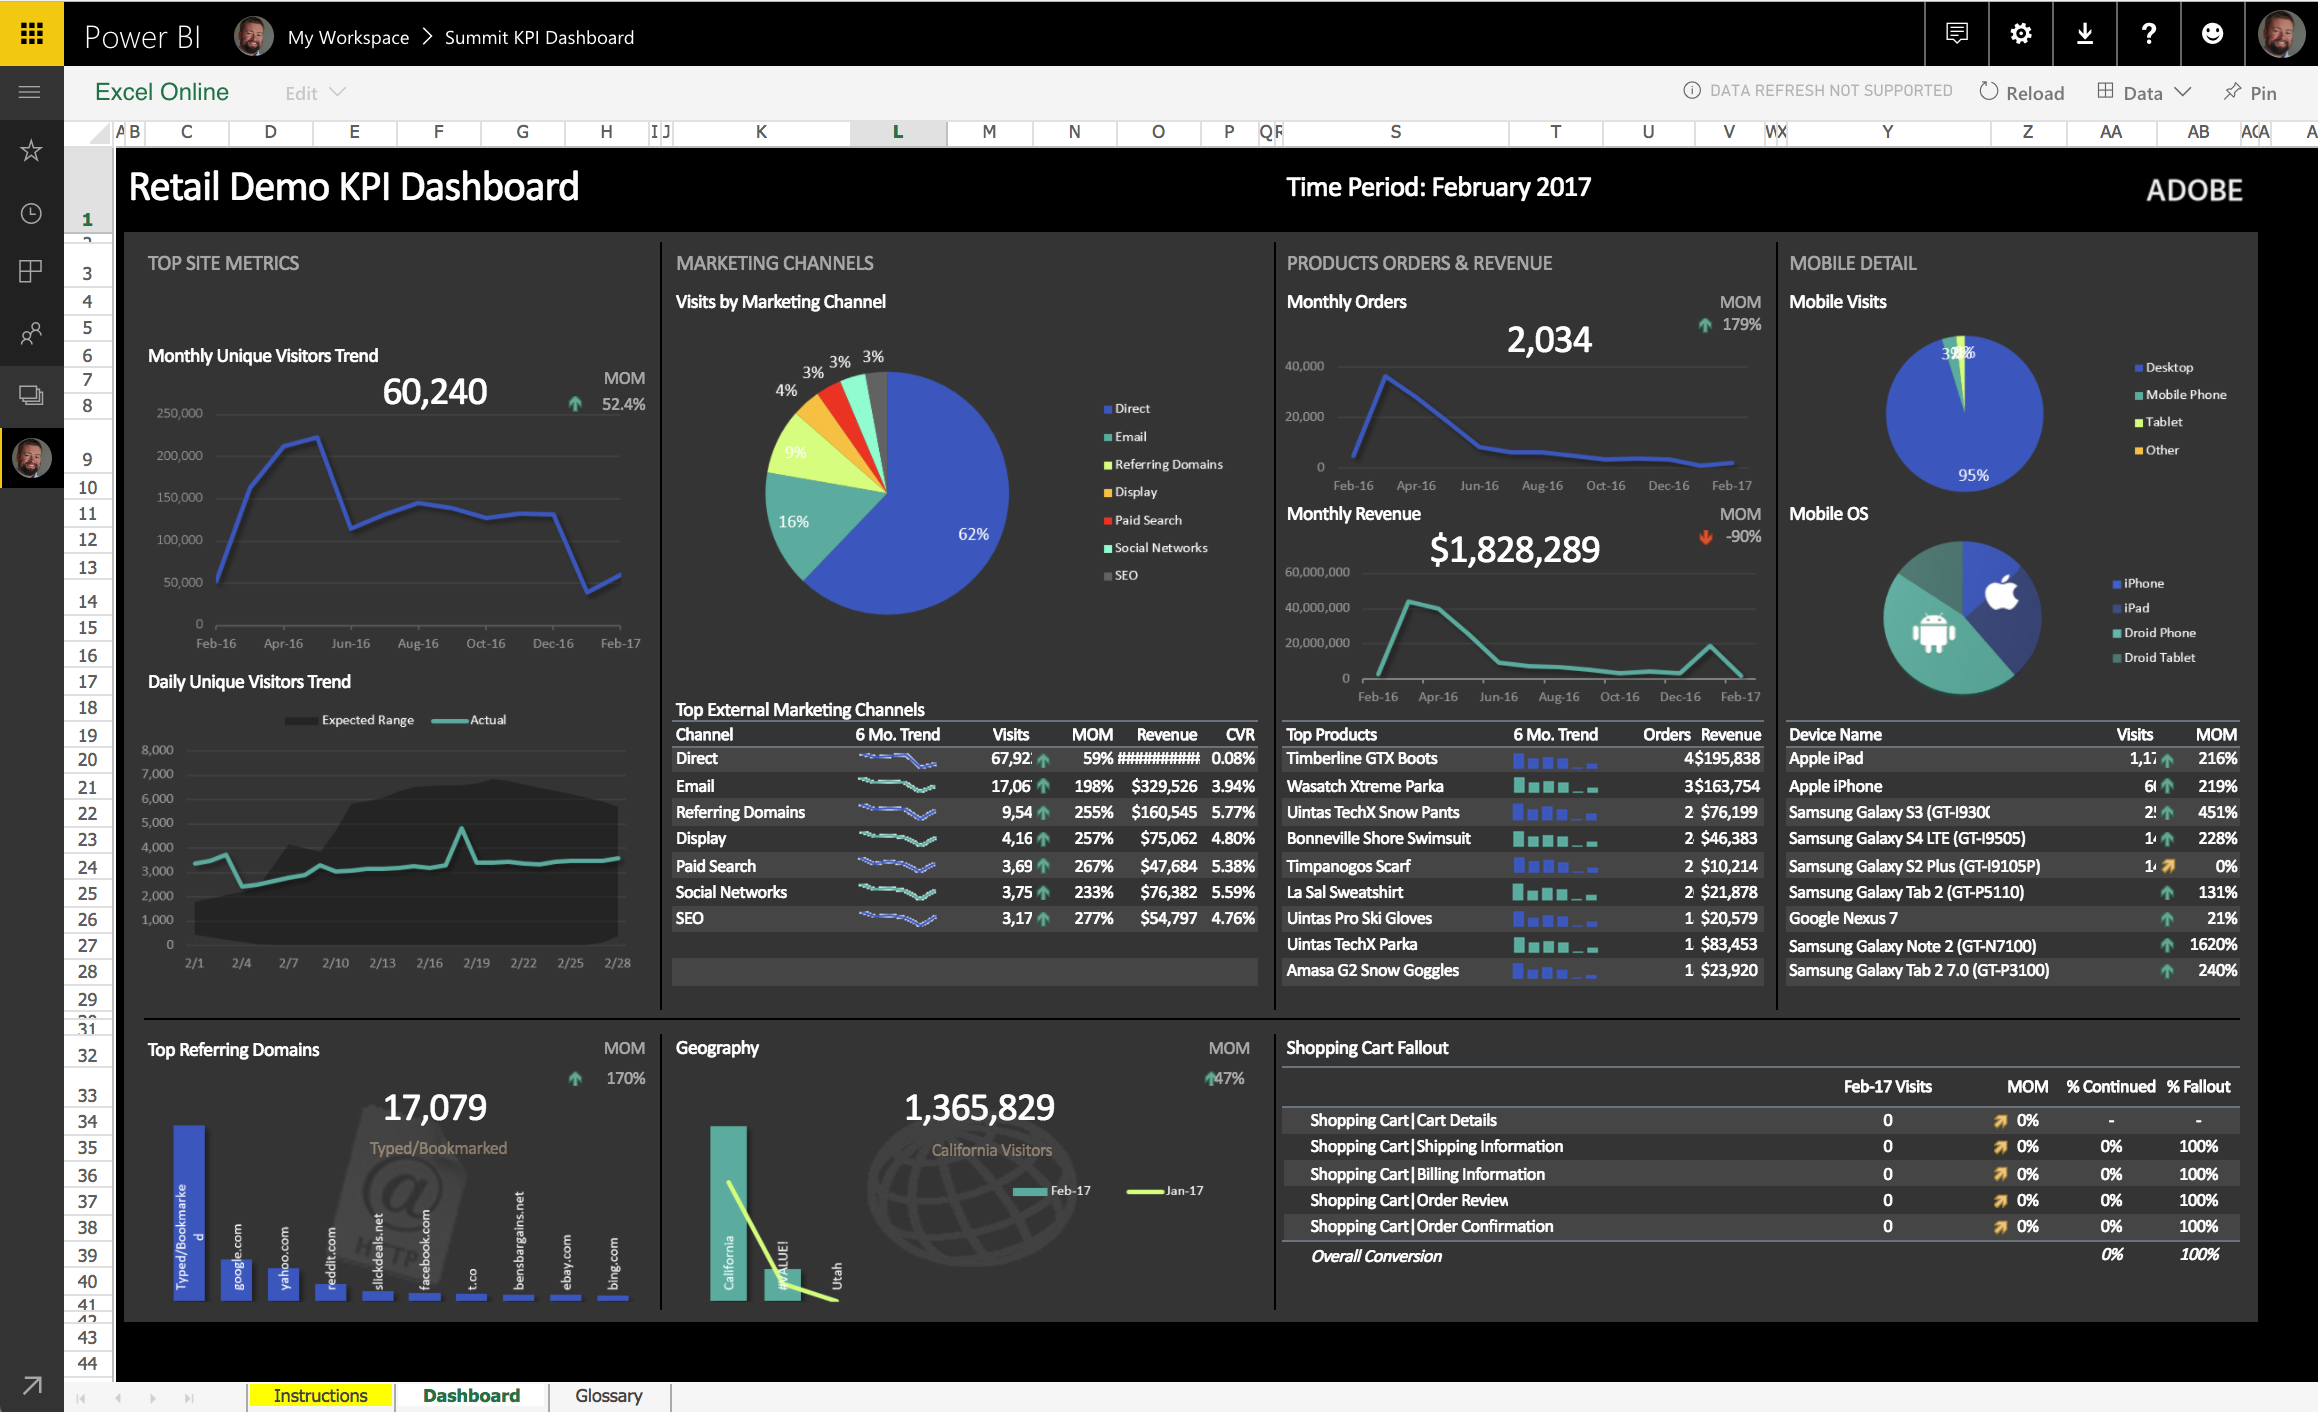 Power BI My Workspace > Summit KPI Dashboard ?
Excel Online Edit DATA REFRESH NOT SUPPORTED Reload Data Pin
A B C D E F G H I J K L M N O P Q R S T U V W X Y Z AA AB
Retail Demo KPI Dashboard Time Period: February 2017 ADOBE
TOP SITE METRICS
Monthly Unique Visitors Trend
60,240
MOM
52.4%
250,000
200,000
150,000
100,000
50,000
0
Feb-16 Apr-16 Jun-16 Aug-16 Oct-16 Dec-16 Feb-17
Daily Unique Visitors Trend
Expected Range Actual
8,000
7,000
6,000
5,000
4,000
3,000
2,000
1,000
0
2/1 2/4 2/7 2/10 2/13 2/16 2/19 2/22 2/25 2/28
MARKETING CHANNELS
Visits by Marketing Channel
3%
3%
3%
4%
9%
16%
62%
Direct
Email
Referring Domains
Display
Paid Search
Social Networks
SEO
Top External Marketing Channels
Channel 6 Mo. Trend Visits MOM Revenue CVR
Direct 67,92 59% ########## 0.08%
Email 17,06 198% $329,526 3.94%
Referring Domains 9,54 255% $160,545 5.77%
Display 4,16 257% $75,062 4.80%
Paid Search 3,69 267% $47,684 5.38%
Social Networks 3,75 233% $76,382 5.59%
SEO 3,17 277% $54,797 4.76%
PRODUCTS ORDERS & REVENUE
Monthly Orders
MOM
179%
2,034
40,000
20,000
0
Feb-16 Apr-16 Jun-16 Aug-16 Oct-16 Dec-16 Feb-17
Monthly Revenue
MOM
-90%
$1,828,289
60,000,000
40,000,000
20,000,000
0
Feb-16 Apr-16 Jun-16 Aug-16 Oct-16 Dec-16 Feb-17
Top Products 6 Mo. Trend Orders Revenue
Timberline GTX Boots 4 $195,838
Wasatch Xtreme Parka 3 $163,754
Uintas TechX Snow Pants 2 $76,199
Bonneville Shore Swimsuit 2 $46,383
Timpanogos Scarf 2 $10,214
La Sal Sweatshirt 2 $21,878
Uintas Pro Ski Gloves 1 $20,579
Uintas TechX Parka 1 $83,453
Amasa G2 Snow Goggles 1 $23,920
MOBILE DETAIL
Mobile Visits
95%
Desktop
Mobile Phone
Tablet
Other
Mobile OS
iPhone
iPad
Droid Phone
Droid Tablet
Device Name Visits MOM
Apple iPad 1,17 216%
Apple iPhone 219%
Samsung Galaxy S3 (GT-I930 451%
Samsung Galaxy S4 LTE (GT-I9505) 228%
Samsung Galaxy S2 Plus (GT-I9105P) 0%
Samsung Galaxy Tab 2 (GT-P5110) 131%
Google Nexus 7 21%
Samsung Galaxy Note 2 (GT-N7100) 1620%
Samsung Galaxy Tab 2 7.0 (GT-P3100) 240%
Top Referring Domains
MOM
170%
17,079
Typed/Bookmarked
HTTP
Typed/Bookmarke
d
google.com
yahoo.com
reddit.com
slickdeals.net
facebook.com
t.co
bensbargains.net
ebay.com
bing.com
Geography
MOM
47%
1,365,829
California Visitors
Feb-17 Jan-17
California
#VALUE!
Utah
Shopping Cart Fallout
Feb-17 Visits MOM % Continued % Fallout
Shopping Cart|Cart Details 0 0% - -
Shopping Cart|Shipping Information 0 0% 0% 100%
Shopping Cart|Billing Information 0 0% 0% 100%
Shopping Cart|Order Review 0 0% 0% 100%
Shopping Cart|Order Confirmation 0 0% 0% 100%
Overall Conversion 0% 100%
1
3
4
5
6
7
8
9
10
11
12
13
14
15
16
17
18
19
20
21
22
23
24
25
26
27
28
29
31
32
33
34
35
36
37
38
39
40
41
43
44
Instructions Dashboard Glossary